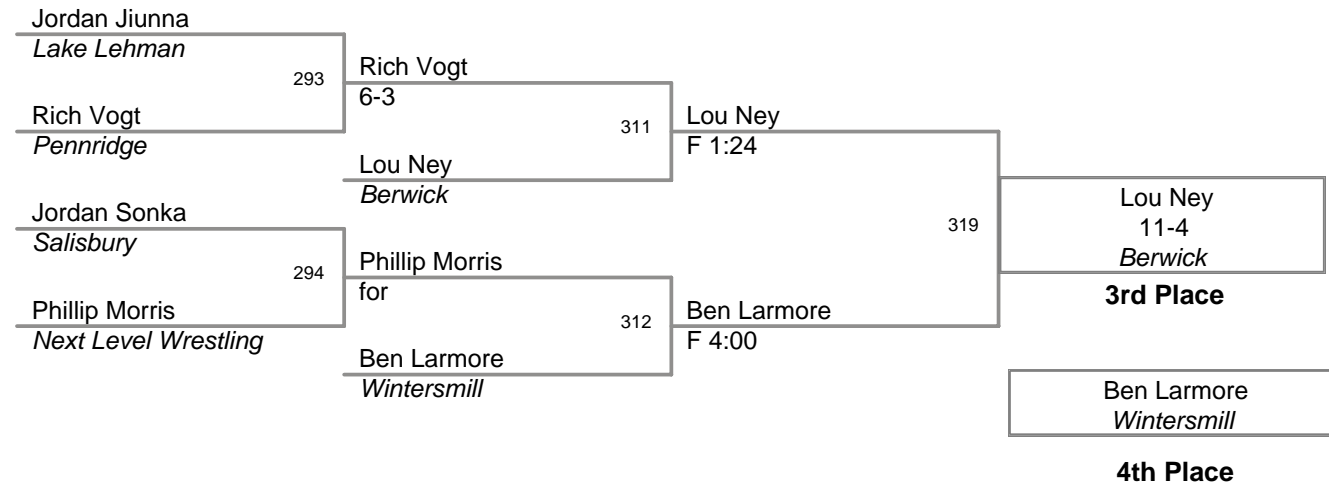 Jordan Jiunna
Lake Lehman
293
Rich Vogt
6-3
Rich Vogt
Pennridge
311
Lou Ney
F 1:24
Lou Ney
Berwick
Jordan Sonka
Salisbury
319
Lou Ney
11-4
Berwick
3rd Place
294
Phillip Morris
for
Phillip Morris
Next Level Wrestling
312
Ben Larmore
F 4:00
Ben Larmore
Wintersmill
Ben Larmore
Wintersmill
4th Place